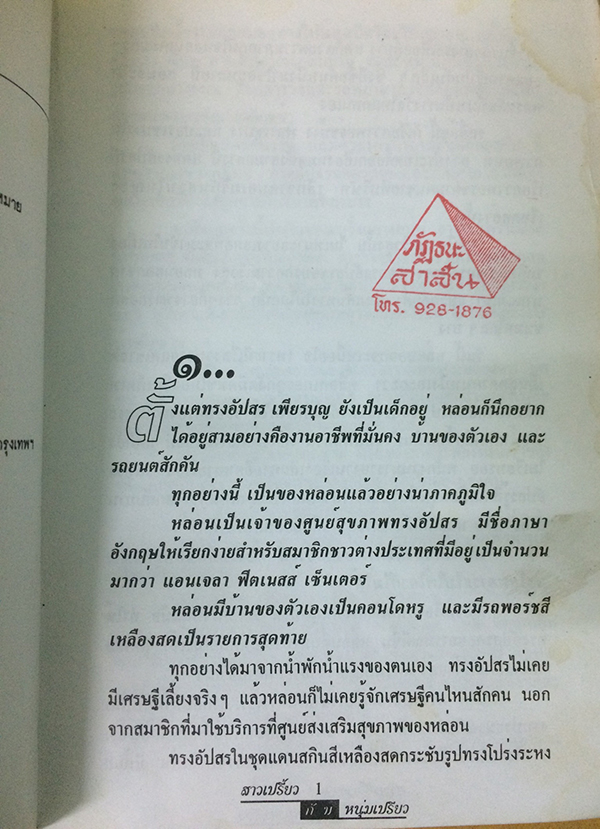 หมาย
กรุงเทพฯ
ภัฏธนะ
สาส์น
โทร. 928-1876
๑...
ตั้งแต่ทรงอัปสร เพียรบุญ ยังเป็นเด็กอยู่ หล่อนก็นึกอยาก
ได้อยู่สามอย่างคืองานอาชีพที่มั่นคง บ้านของตัวเอง และ
รถยนต์สักคัน
ทุกอย่างนี้ เป็นของหล่อนแล้วอย่างน่าภาคภูมิใจ
หล่อนเป็นเจ้าของศูนย์สุขภาพทรงอัปสร มีชื่อภาษา
อังกฤษให้เรียกง่ายสำหรับสมาชิกชาวต่างประเทศที่มีอยู่เป็นจำนวน
มากว่า แอนเจลา ฟิตเนสส์ เซ็นเตอร์
หล่อนมีบ้านของตัวเองเป็นคอนโดหรู และมีรถพอร์ชสี
เหลืองสดเป็นรายการสุดท้าย
ทุกอย่างได้มาจากน้ำพักน้ำแรงของตนเอง ทรงอัปสรไม่เคย
มีเศรษฐีเลี้ยงจริงๆ แล้วหล่อนก็ไม่เคยรู้จักเศรษฐีคนไหนสักคน นอก
จากสมาชิกที่มาใช้บริการที่ศูนย์ส่งเสริมสุขภาพของหล่อน
ทรงอัปสรในชุดแดนสกินสีเหลืองสดกระชับรูปทรงโปร่งระหง
สาวเปรี้ยว 1
กับ หนุ่มเปรียว